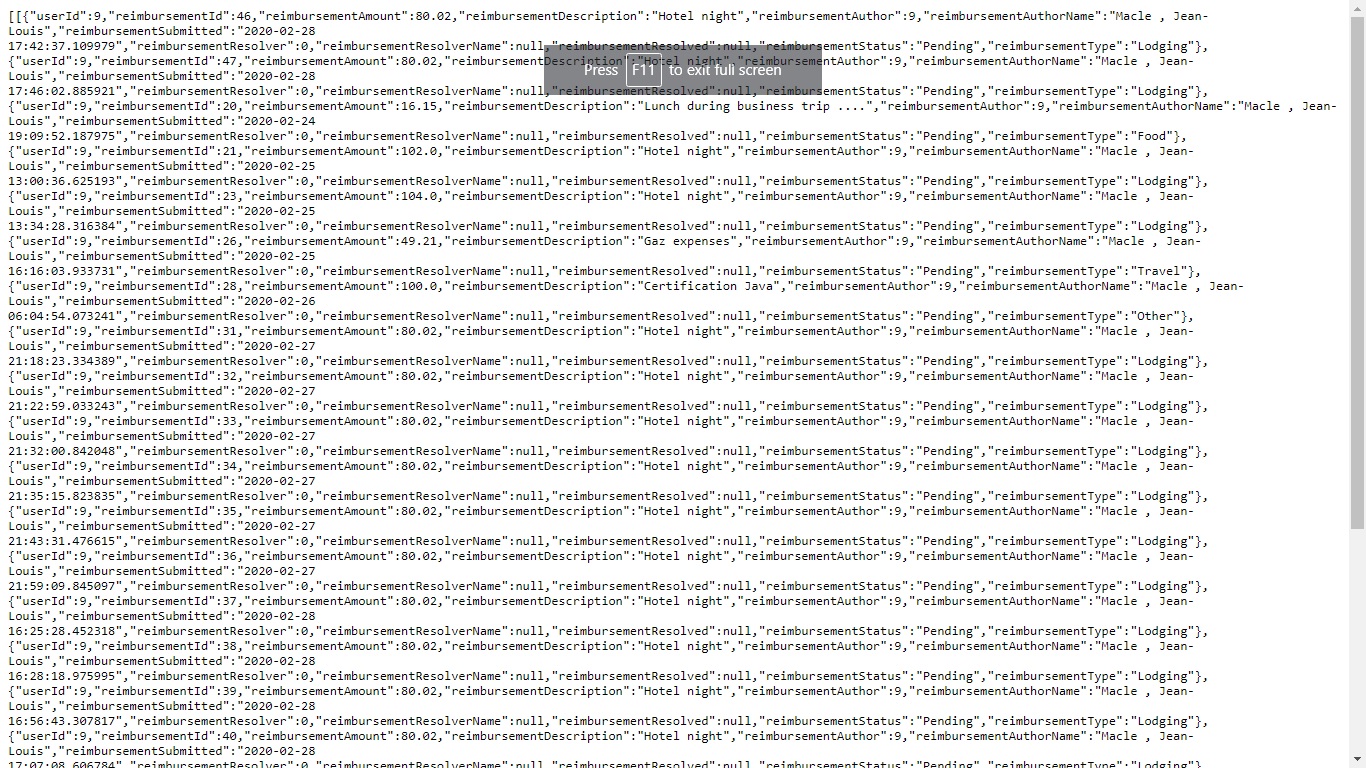 [[{"userId":9,"reimbursementId":46,"reimbursementAmount":80.02,"reimbursementDescription":"Hotel night","reimbursementAuthor":9,"reimbursementAuthorName":"Macle , Jean-
Louis","reimbursementSubmitted":"2020-02-28
17:42:37.109979","reimbursementResolver":0,"reimbursementResolverName":null,"reimbursementResolved":null,"reimbursementStatus":"Pending","reimbursementType":"Lodging"},
{"userId":9,"reimbursementId":47,"reimbursementAmount":80.02,"reimbursementDescription":"Hotel night","reimbursementAuthor":9,"reimbursementAuthorName":"Macle , Jean-
Press F11 to exit full screen
Louis","reimbursementSubmitted":"2020-02-28
17:46:02.885921","reimbursementResolver":0,"reimbursementResolverName":null,"reimbursementResolved":null,"reimbursementStatus":"Pending","reimbursementType":"Lodging"},
{"userId":9,"reimbursementId":20,"reimbursementAmount":16.15,"reimbursementDescription":"Lunch during business trip ....","reimbursementAuthor":9,"reimbursementAuthorName":"Macle , Jean-
Louis","reimbursementSubmitted":"2020-02-24
19:09:52.187975","reimbursementResolver":0,"reimbursementResolverName":null,"reimbursementResolved":null,"reimbursementStatus":"Pending","reimbursementType":"Food"},
{"userId":9,"reimbursementId":21,"reimbursementAmount":102.0,"reimbursementDescription":"Hotel night","reimbursementAuthor":9,"reimbursementAuthorName":"Macle , Jean-
Louis","reimbursementSubmitted":"2020-02-25
13:00:36.625193","reimbursementResolver":0,"reimbursementResolverName":null,"reimbursementResolved":null,"reimbursementStatus":"Pending","reimbursementType":"Lodging"},
{"userId":9,"reimbursementId":23,"reimbursementAmount":104.0,"reimbursementDescription":"Hotel night","reimbursementAuthor":9,"reimbursementAuthorName":"Macle , Jean-
Louis","reimbursementSubmitted":"2020-02-25
13:34:28.316384","reimbursementResolver":0,"reimbursementResolverName":null,"reimbursementResolved":null,"reimbursementStatus":"Pending","reimbursementType":"Lodging"},
{"userId":9,"reimbursementId":26,"reimbursementAmount":49.21,"reimbursementDescription":"Gaz expenses","reimbursementAuthor":9,"reimbursementAuthorName":"Macle , Jean-
Louis","reimbursementSubmitted":"2020-02-25
16:16:03.933731","reimbursementResolver":0,"reimbursementResolverName":null,"reimbursementResolved":null,"reimbursementStatus":"Pending","reimbursementType":"Travel"},
{"userId":9,"reimbursementId":28,"reimbursementAmount":100.0,"reimbursementDescription":"Certification Java","reimbursementAuthor":9,"reimbursementAuthorName":"Macle , Jean-
Louis","reimbursementSubmitted":"2020-02-26
06:04:54.073241","reimbursementResolver":0,"reimbursementResolverName":null,"reimbursementResolved":null,"reimbursementStatus":"Pending","reimbursementType":"Other"},
{"userId":9,"reimbursementId":31,"reimbursementAmount":80.02,"reimbursementDescription":"Hotel night","reimbursementAuthor":9,"reimbursementAuthorName":"Macle , Jean-
Louis","reimbursementSubmitted":"2020-02-27
21:18:23.334389","reimbursementResolver":0,"reimbursementResolverName":null,"reimbursementResolved":null,"reimbursementStatus":"Pending","reimbursementType":"Lodging"},
{"userId":9,"reimbursementId":32,"reimbursementAmount":80.02,"reimbursementDescription":"Hotel night","reimbursementAuthor":9,"reimbursementAuthorName":"Macle , Jean-
Louis","reimbursementSubmitted":"2020-02-27
21:22:59.033243","reimbursementResolver":0,"reimbursementResolverName":null,"reimbursementResolved":null,"reimbursementStatus":"Pending","reimbursementType":"Lodging"},
{"userId":9,"reimbursementId":33,"reimbursementAmount":80.02,"reimbursementDescription":"Hotel night","reimbursementAuthor":9,"reimbursementAuthorName":"Macle , Jean-
Louis","reimbursementSubmitted":"2020-02-27
21:32:00.842048","reimbursementResolver":0,"reimbursementResolverName":null,"reimbursementResolved":null,"reimbursementStatus":"Pending","reimbursementType":"Lodging"},
{"userId":9,"reimbursementId":34,"reimbursementAmount":80.02,"reimbursementDescription":"Hotel night","reimbursementAuthor":9,"reimbursementAuthorName":"Macle , Jean-
Louis","reimbursementSubmitted":"2020-02-27
21:35:15.823835","reimbursementResolver":0,"reimbursementResolverName":null,"reimbursementResolved":null,"reimbursementStatus":"Pending","reimbursementType":"Lodging"},
{"userId":9,"reimbursementId":35,"reimbursementAmount":80.02,"reimbursementDescription":"Hotel night","reimbursementAuthor":9,"reimbursementAuthorName":"Macle , Jean-
Louis","reimbursementSubmitted":"2020-02-27
21:43:31.476615","reimbursementResolver":0,"reimbursementResolverName":null,"reimbursementResolved":null,"reimbursementStatus":"Pending","reimbursementType":"Lodging"},
{"userId":9,"reimbursementId":36,"reimbursementAmount":80.02,"reimbursementDescription":"Hotel night","reimbursementAuthor":9,"reimbursementAuthorName":"Macle , Jean-
Louis","reimbursementSubmitted":"2020-02-27
21:59:09.845097","reimbursementResolver":0,"reimbursementResolverName":null,"reimbursementResolved":null,"reimbursementStatus":"Pending","reimbursementType":"Lodging"},
{"userId":9,"reimbursementId":37,"reimbursementAmount":80.02,"reimbursementDescription":"Hotel night","reimbursementAuthor":9,"reimbursementAuthorName":"Macle , Jean-
Louis","reimbursementSubmitted":"2020-02-28
16:25:28.452318","reimbursementResolver":0,"reimbursementResolverName":null,"reimbursementResolved":null,"reimbursementStatus":"Pending","reimbursementType":"Lodging"},
{"userId":9,"reimbursementId":38,"reimbursementAmount":80.02,"reimbursementDescription":"Hotel night","reimbursementAuthor":9,"reimbursementAuthorName":"Macle , Jean-
Louis","reimbursementSubmitted":"2020-02-28
16:28:18.975995","reimbursementResolver":0,"reimbursementResolverName":null,"reimbursementResolved":null,"reimbursementStatus":"Pending","reimbursementType":"Lodging"},
{"userId":9,"reimbursementId":39,"reimbursementAmount":80.02,"reimbursementDescription":"Hotel night","reimbursementAuthor":9,"reimbursementAuthorName":"Macle , Jean-
Louis","reimbursementSubmitted":"2020-02-28
16:56:43.307817","reimbursementResolver":0,"reimbursementResolverName":null,"reimbursementResolved":null,"reimbursementStatus":"Pending","reimbursementType":"Lodging"},
{"userId":9,"reimbursementId":40,"reimbursementAmount":80.02,"reimbursementDescription":"Hotel night","reimbursementAuthor":9,"reimbursementAuthorName":"Macle , Jean-
Louis","reimbursementSubmitted":"2020-02-28
17:07:08.606784","reimbursementResolver":0,"reimbursementResolverName":null,"reimbursementResolved":null,"reimbursementStatus":"Pending","reimbursementType":"Lodging"},